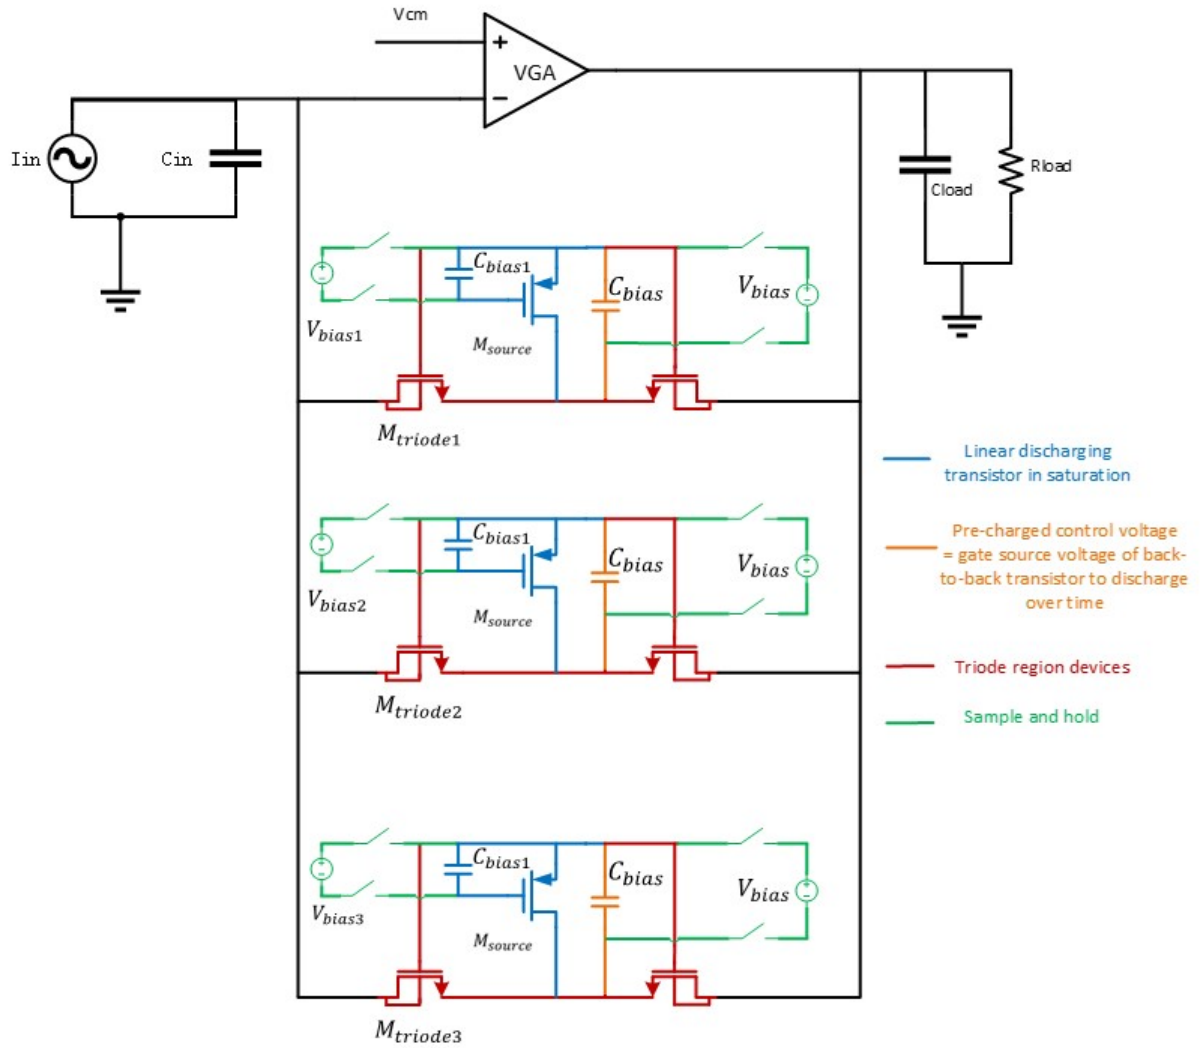 Vcm
+
VGA
−
Iin
Cin
Cload
Rload
Cbias1
Cbias
Vbias
Vbias1
Msource
Mtriode1
Linear discharging
transistor in saturation
Cbias1
Cbias
Vbias
Vbias2
Msource
Mtriode2
Pre-charged control voltage
= gate source voltage of back-
to-back transistor to discharge
over time
Triode region devices
Sample and hold
Cbias1
Cbias
Vbias
Vbias3
Msource
Mtriode3